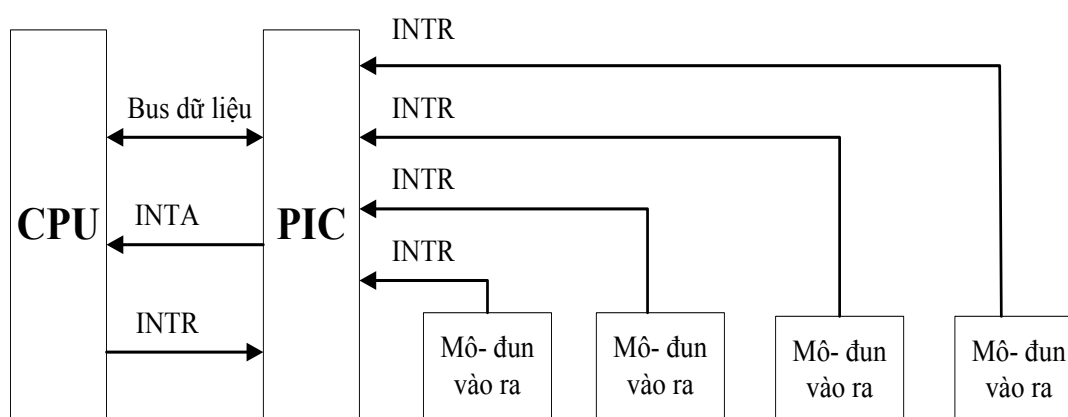 INTR
INTR
Bus dữ liệu
INTR
CPU
INTA
PIC
INTR
INTR
Mô- đun
vào ra
Mô- đun
vào ra
Mô- đun
vào ra
Mô- đun
vào ra